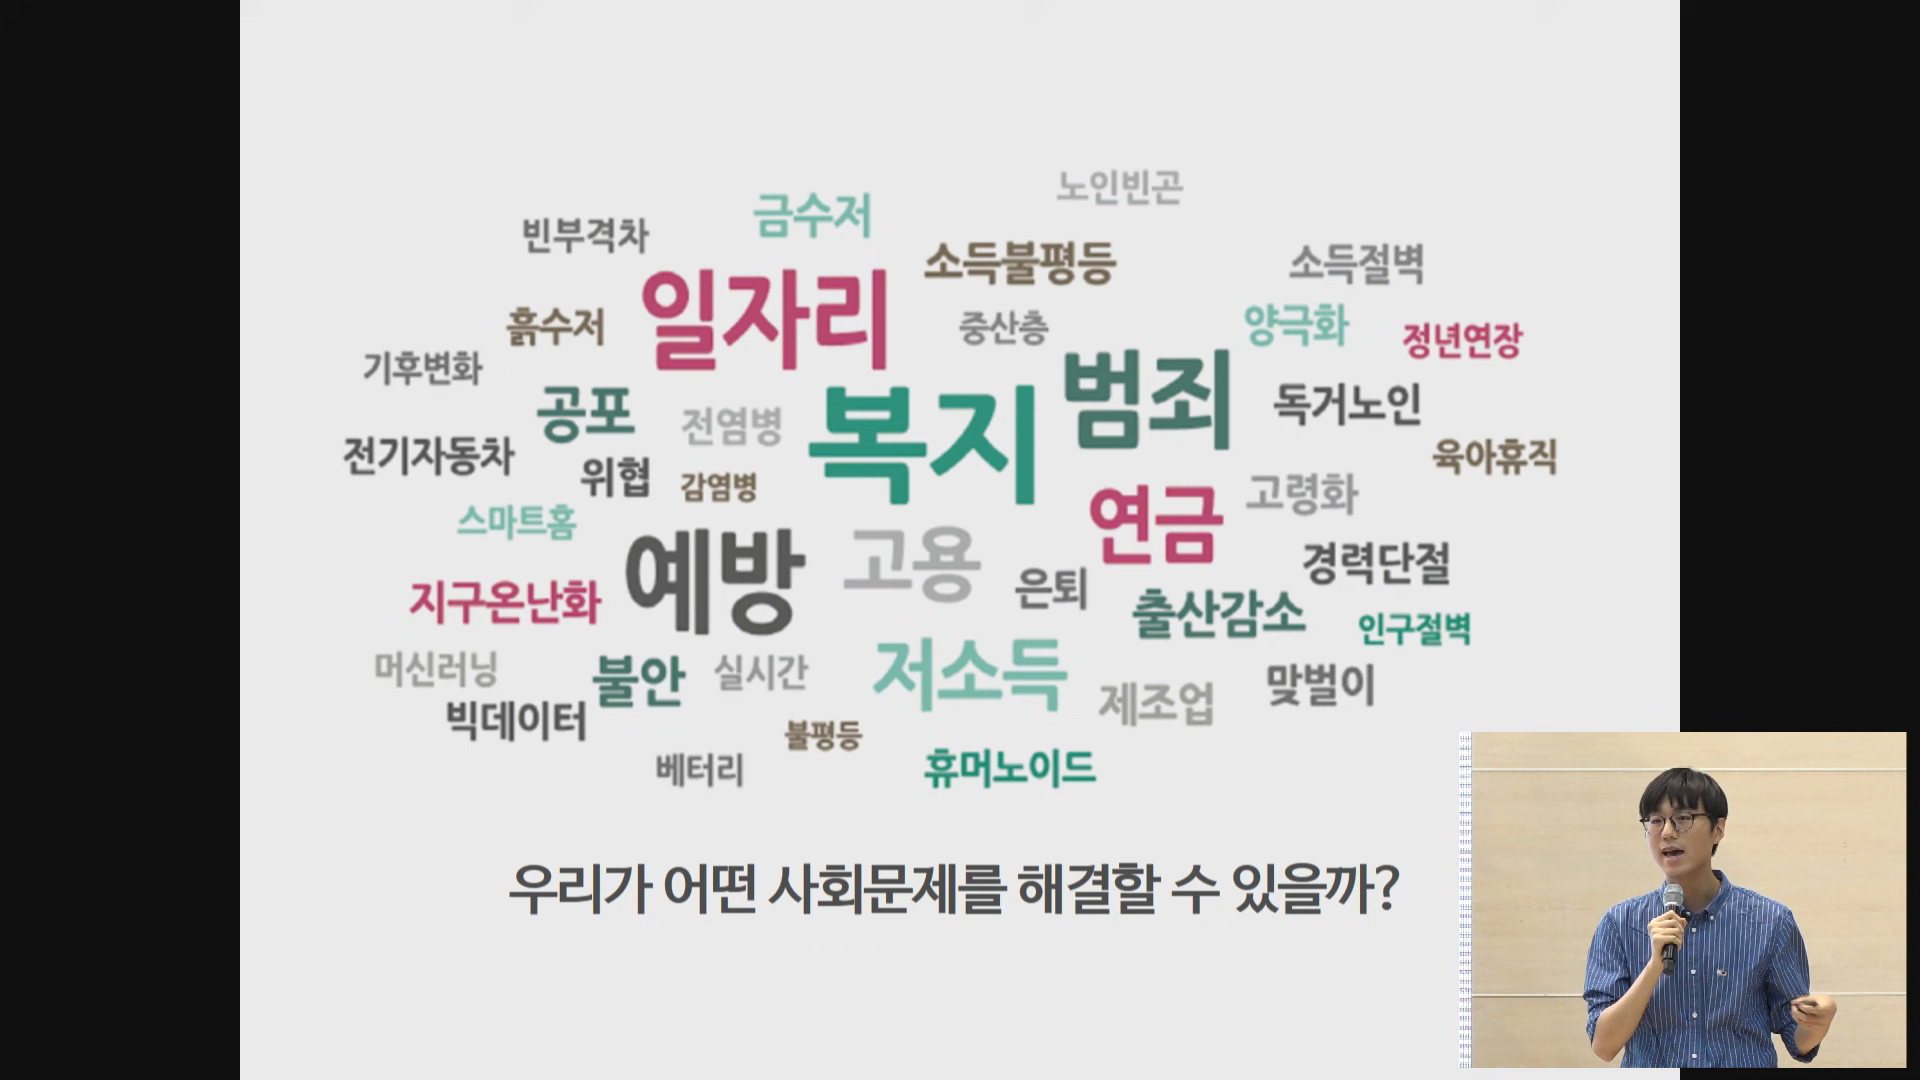 노인빈곤
금수저
빈부격차
소득불평등
소득절벽
일자리
흙수저
중산층
양극화
정년연장
기후변화
공포
전염병
복지
범죄
독거노인
전기자동차
위협
감염병
육아휴직
스마트홈
연금
고령화
예방
고용
은퇴
경력단절
지구온난화
출산감소
인구절벽
머신러닝
불안
실시간
저소득
제조업
맞벌이
빅데이터
불평등
베터리
휴머노이드
우리가 어떤 사회문제를 해결할 수 있을까?